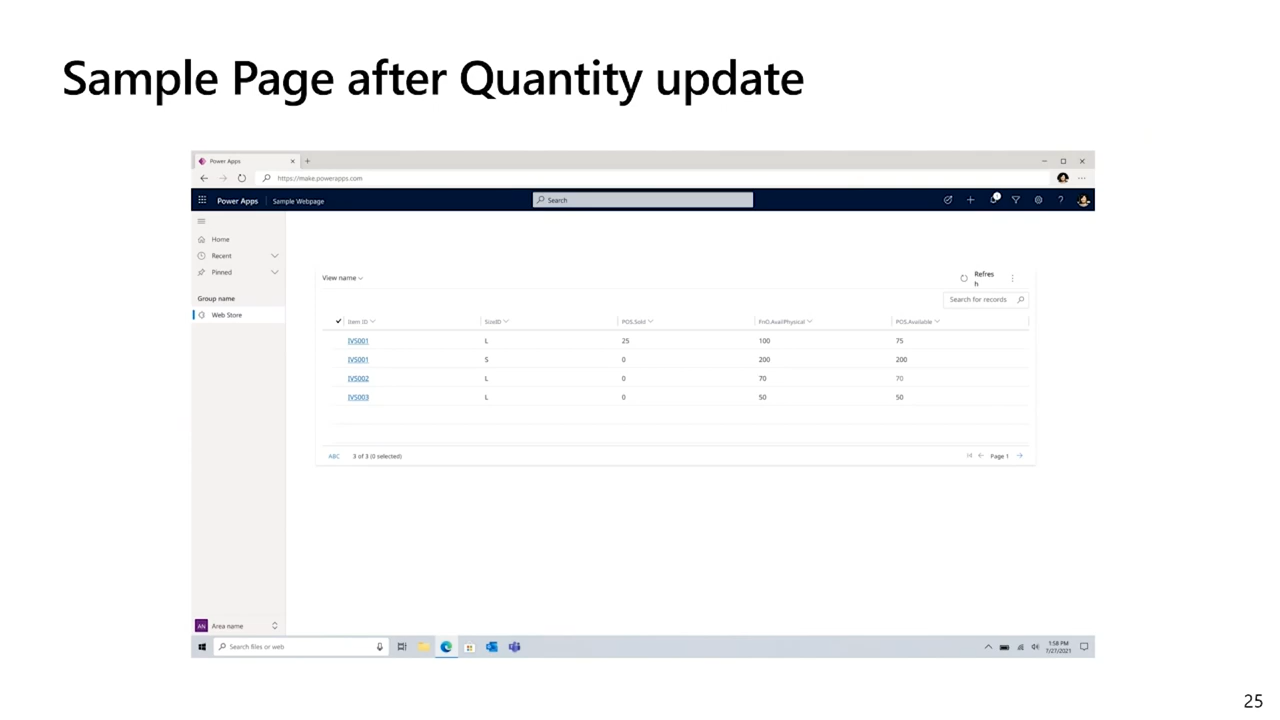 Sample Page after Quantity update
Power Apps
https://make.powerapps.com
Power Apps Sample Webpage Search
Home
Recent
Pinned
Group name
Web Store
View name Refres
h
Search for records
Item ID SizeID POS.Sold FnO.AvailPhysical POS.Available
IVS001 L 25 100 75
IVS001 S 0 200 200
IVS002 L 0 70 70
IVS003 L 0 50 50
ABC 3 of 3 (0 selected) Page 1
AN Area name
Search files or web 1:58 PM
7/27/2021
25